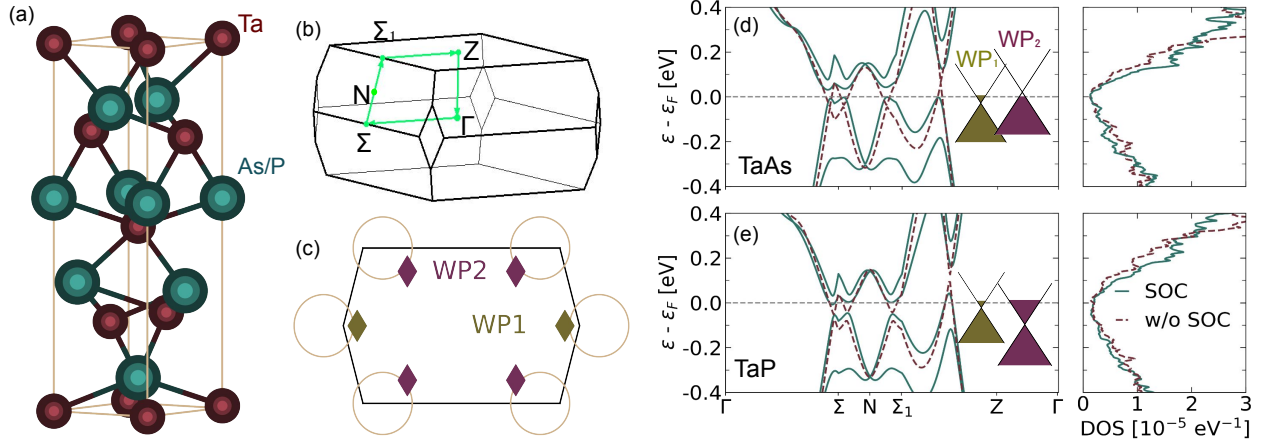 (a)
Ta
As/P
(b)
Σ₁
Z
N
Σ
Γ
(c)
WP2
WP1
(d)
WP₁
WP₂
TaAs
ε - ε_F [eV]
0.4
0.2
0.0
-0.2
-0.4
(e)
TaP
ε - ε_F [eV]
0.4
0.2
0.0
-0.2
-0.4
Γ Σ N Σ₁ Z Γ
SOC
w/o SOC
0 1 2 3
DOS [10⁻⁵ eV⁻¹]